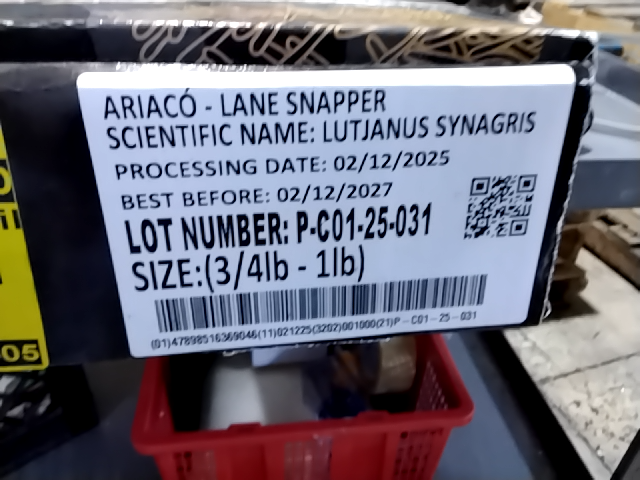 ARIACÓ - LANE SNAPPER
SCIENTIFIC NAME: LUTJANUS SYNAGRIS
PROCESSING DATE: 02/12/2025
BEST BEFORE: 02/12/2027
LOT NUMBER: P-C01-25-031
SIZE:(3/4lb - 1lb)
(01)47898516369046(11)021225(3202)001000(21)P-C01-25-031
05